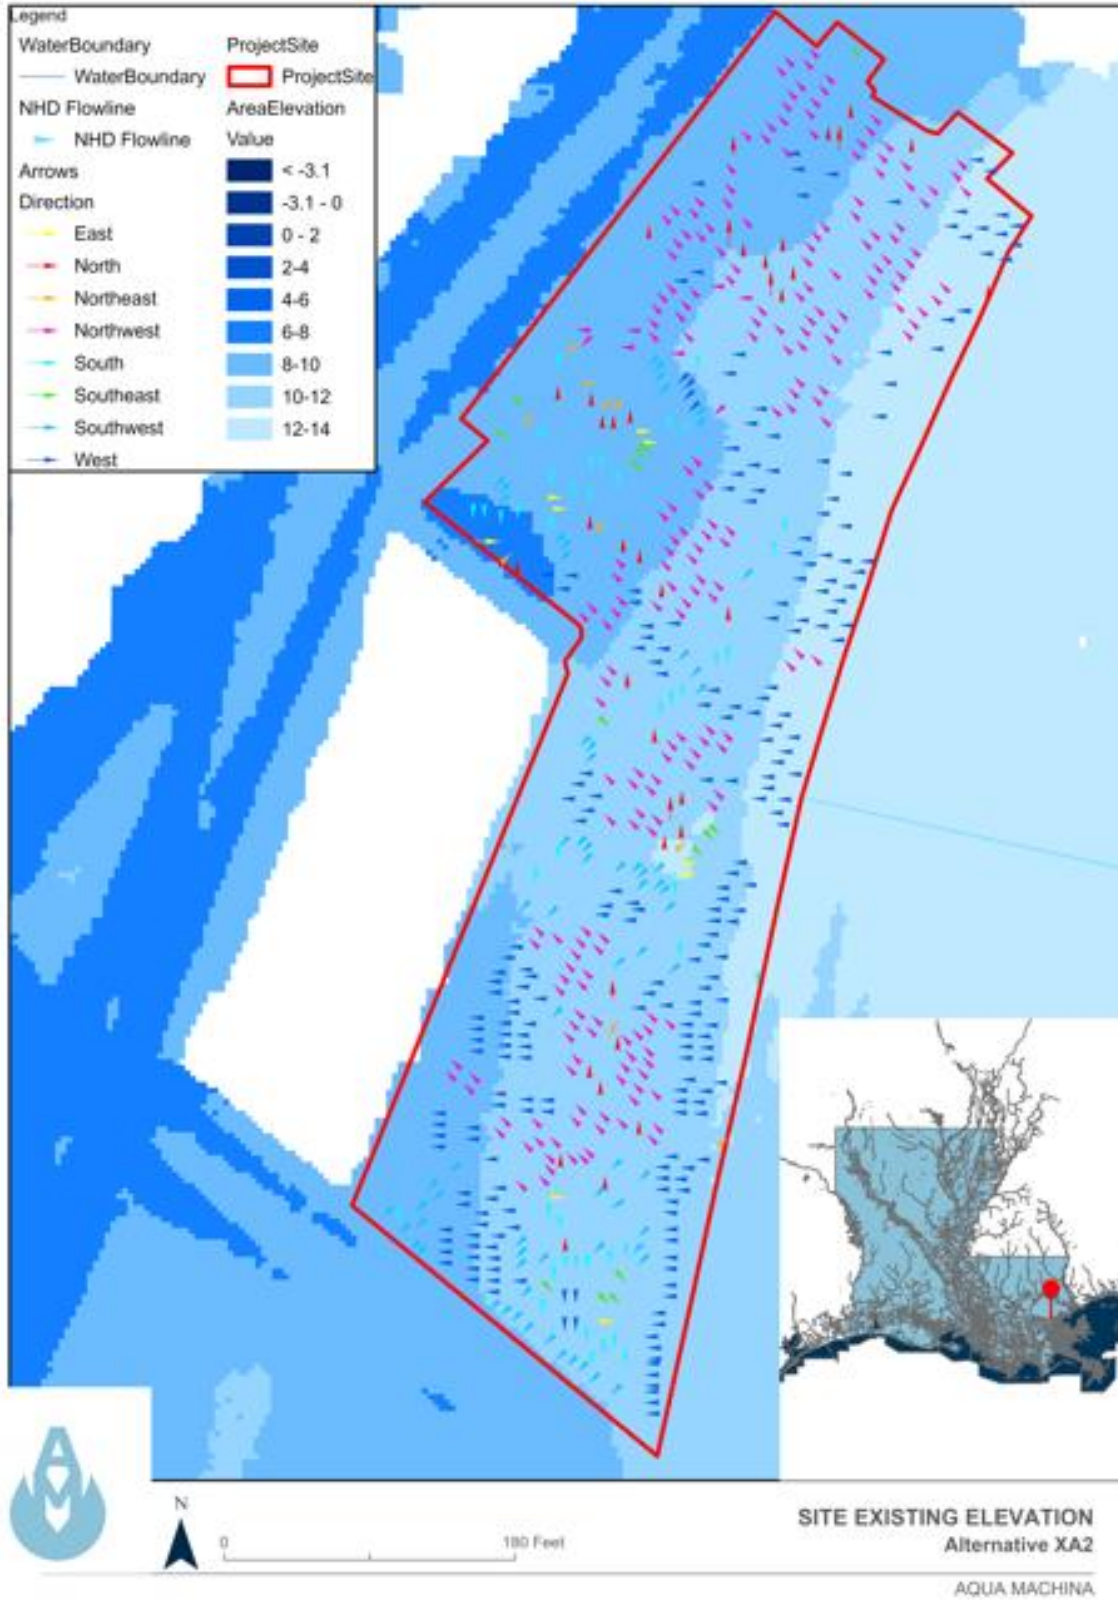 Legend
WaterBoundary
WaterBoundary
NHD Flowline
NHD Flowline
Arrows
Direction
East
North
Northeast
Northwest
South
Southeast
Southwest
West
ProjectSite
ProjectSite
AreaElevation
Value
< -3.1
-3.1 - 0
0 - 2
2-4
4-6
6-8
8-10
10-12
12-14
N
0
180 Feet
SITE EXISTING ELEVATION
Alternative XA2
AQUA MACHINA